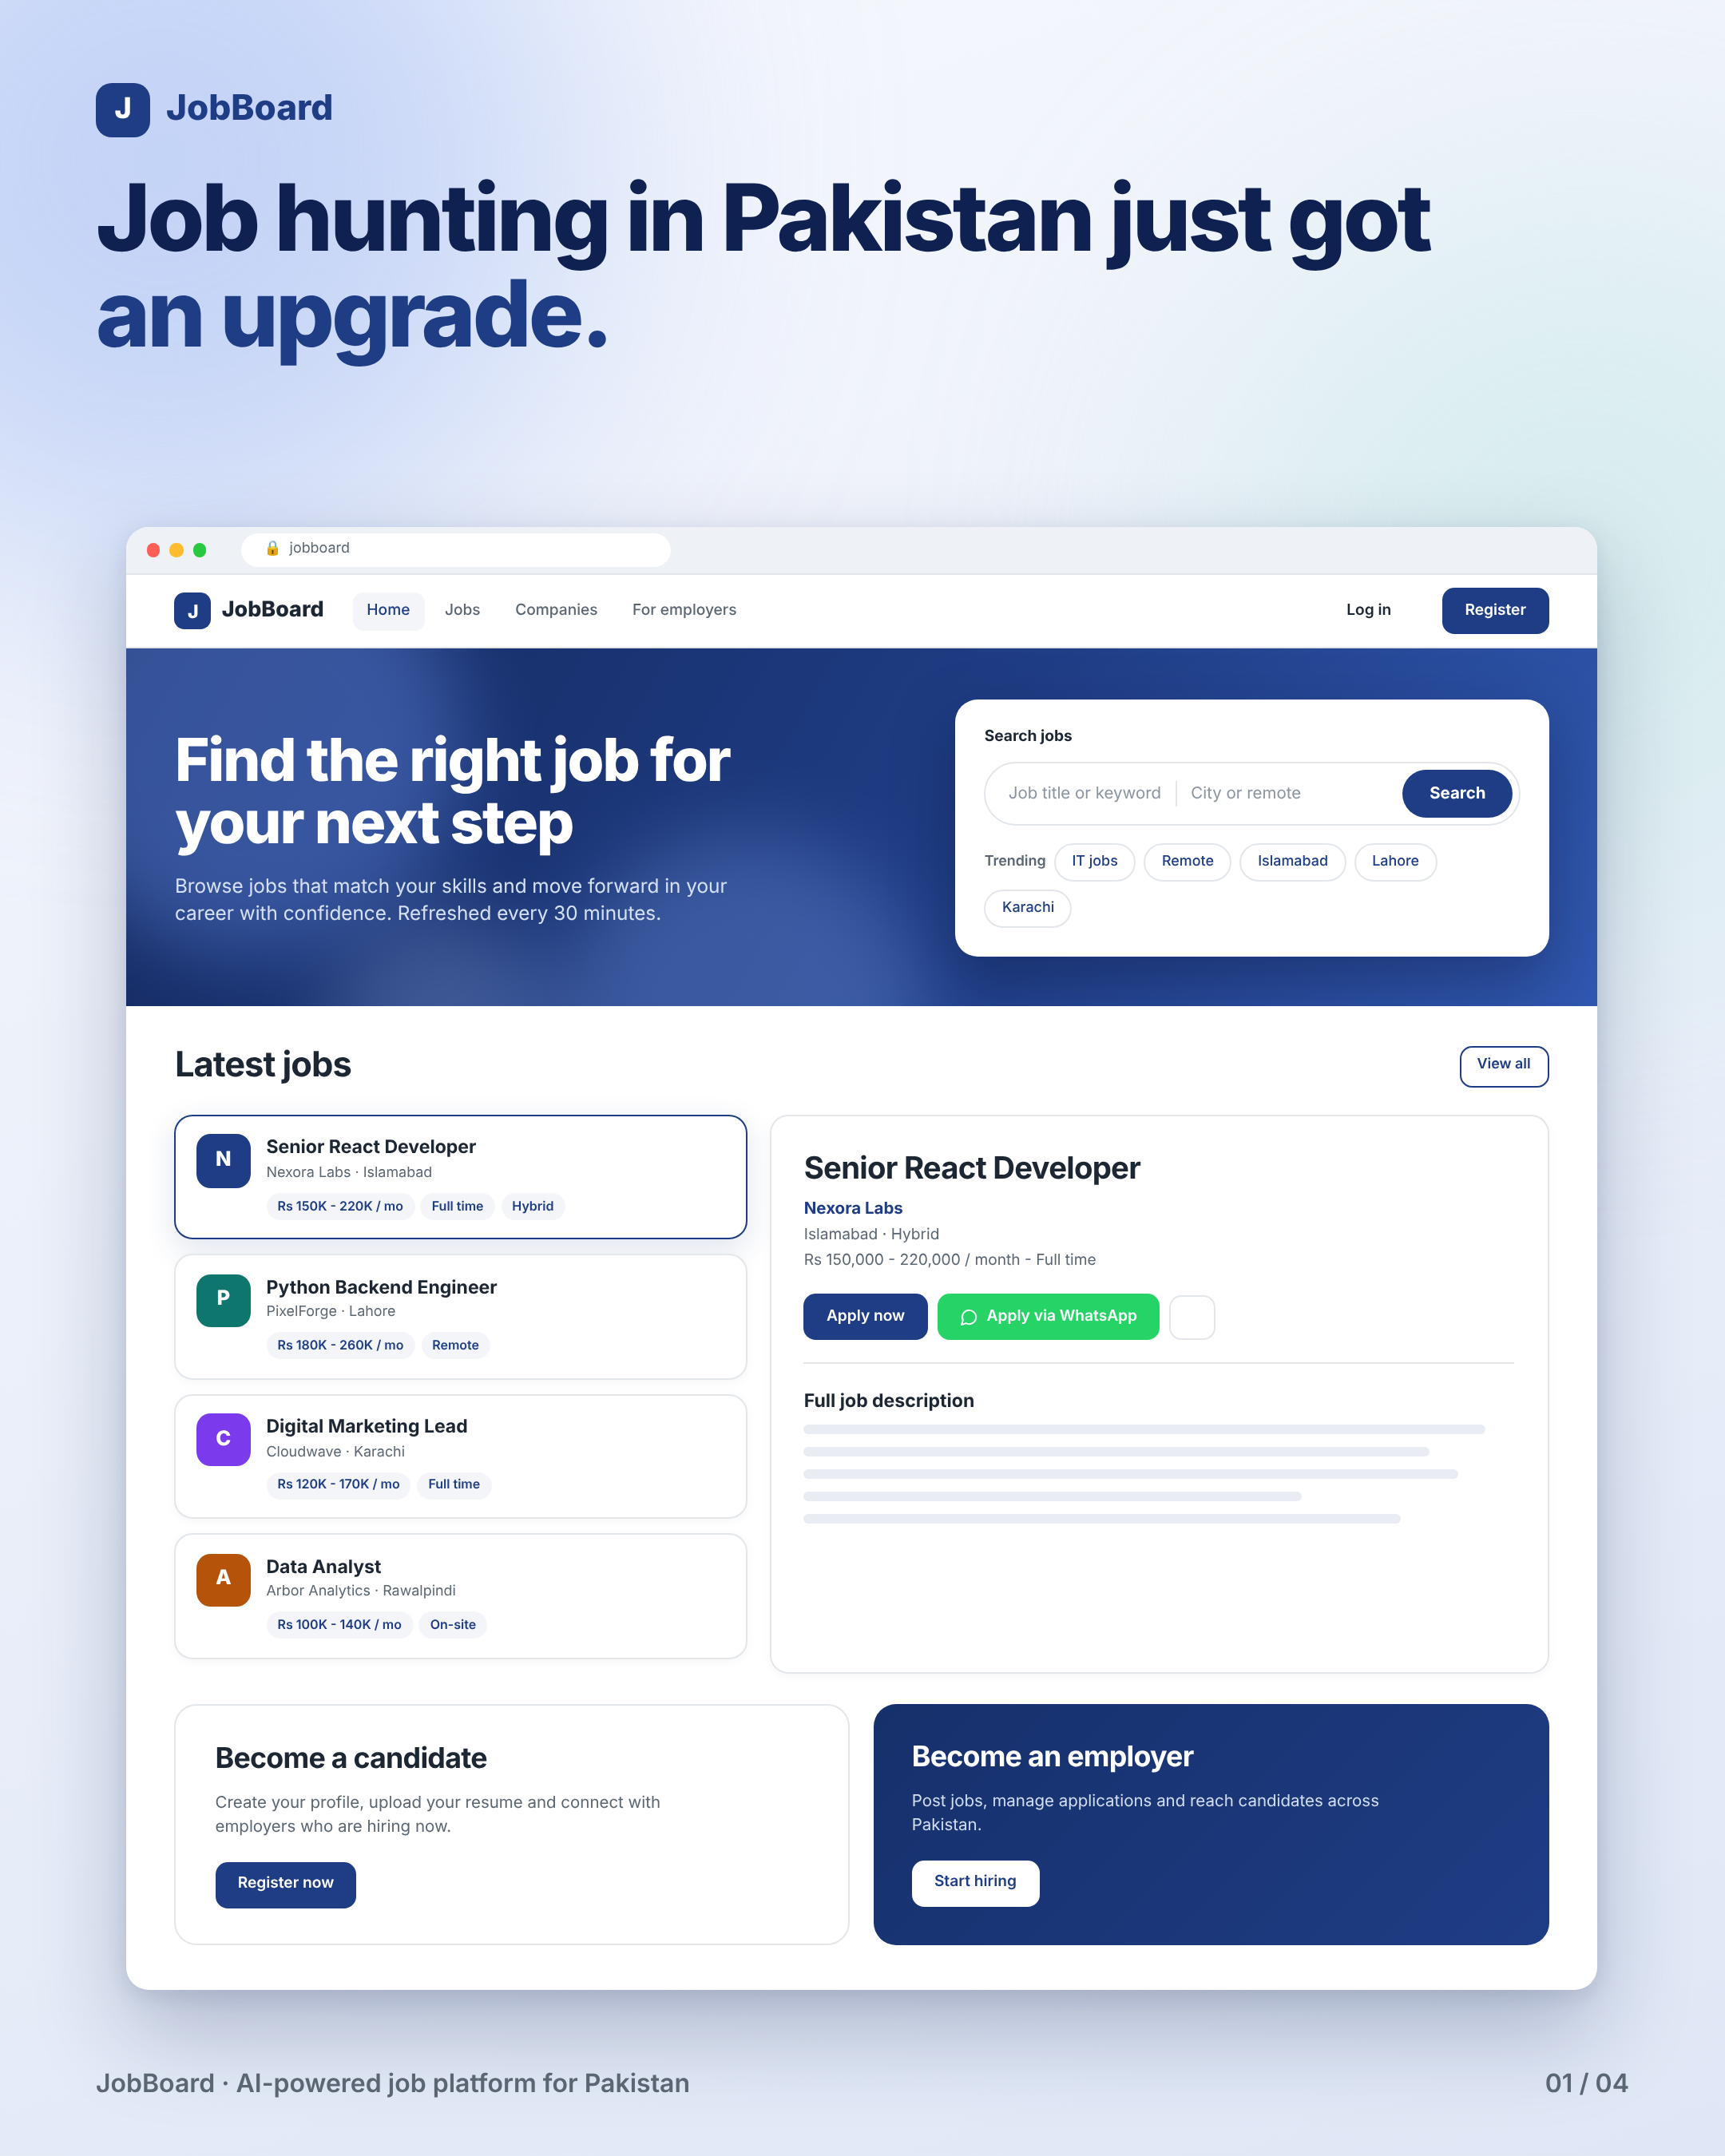 J JobBoard
Job hunting in Pakistan just got
an upgrade.
jobboard
J JobBoard Home Jobs Companies For employers Log in Register
Find the right job for
your next step
Browse jobs that match your skills and move forward in your
career with confidence. Refreshed every 30 minutes.
Search jobs
Job title or keyword City or remote Search
Trending IT jobs Remote Islamabad Lahore
Karachi
Latest jobs
View all
N
Senior React Developer
Nexora Labs · Islamabad
Rs 150K - 220K / mo Full time Hybrid
P
Python Backend Engineer
PixelForge · Lahore
Rs 180K - 260K / mo Remote
C
Digital Marketing Lead
Cloudwave · Karachi
Rs 120K - 170K / mo Full time
A
Data Analyst
Arbor Analytics · Rawalpindi
Rs 100K - 140K / mo On-site
Senior React Developer
Nexora Labs
Islamabad · Hybrid
Rs 150,000 - 220,000 / month - Full time
Apply now Apply via WhatsApp
Full job description
Become a candidate
Create your profile, upload your resume and connect with
employers who are hiring now.
Register now
Become an employer
Post jobs, manage applications and reach candidates across
Pakistan.
Start hiring
JobBoard · AI-powered job platform for Pakistan
01 / 04